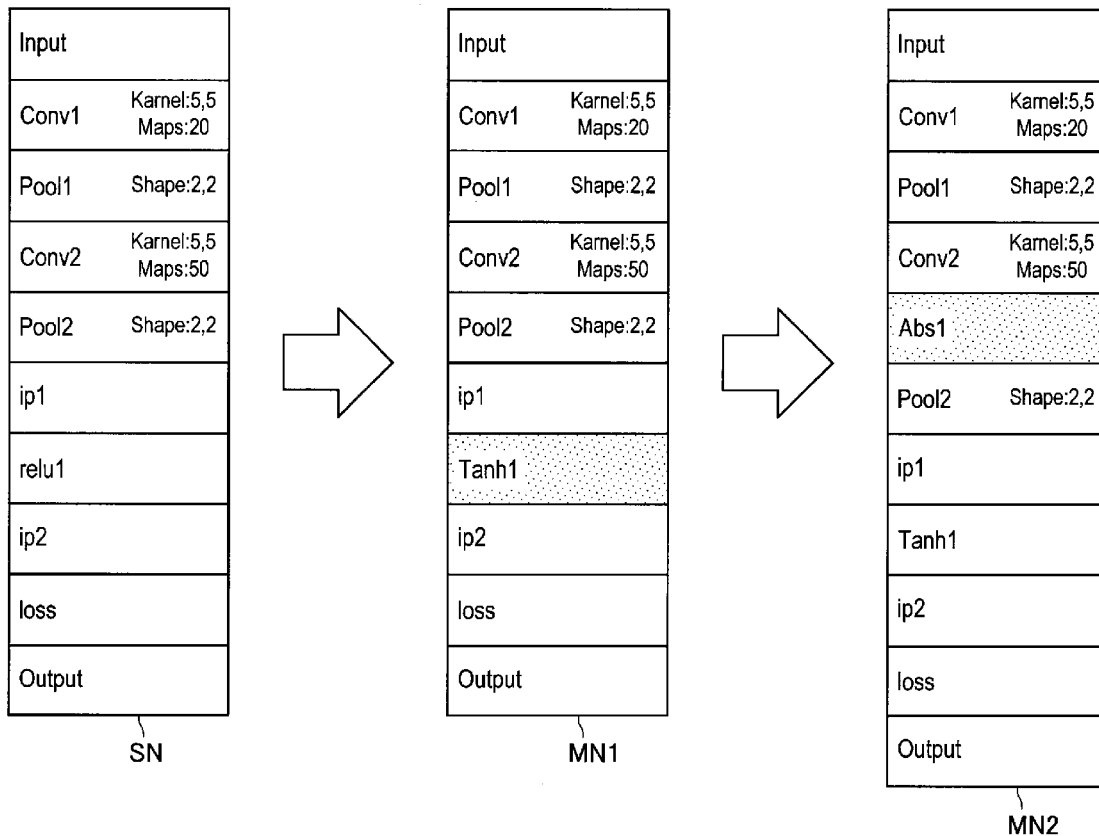 Input
Conv1 Karnel:5,5
Maps:20
Pool1 Shape:2,2
Conv2 Karnel:5,5
Maps:50
Pool2 Shape:2,2
ip1
relu1
ip2
loss
Output
SN
Input
Conv1 Karnel:5,5
Maps:20
Pool1 Shape:2,2
Conv2 Karnel:5,5
Maps:50
Pool2 Shape:2,2
ip1
Tanh1
ip2
loss
Output
MN1
Input
Conv1 Karnel:5,5
Maps:20
Pool1 Shape:2,2
Conv2 Karnel:5,5
Maps:50
Abs1
Pool2 Shape:2,2
ip1
Tanh1
ip2
loss
Output
MN2